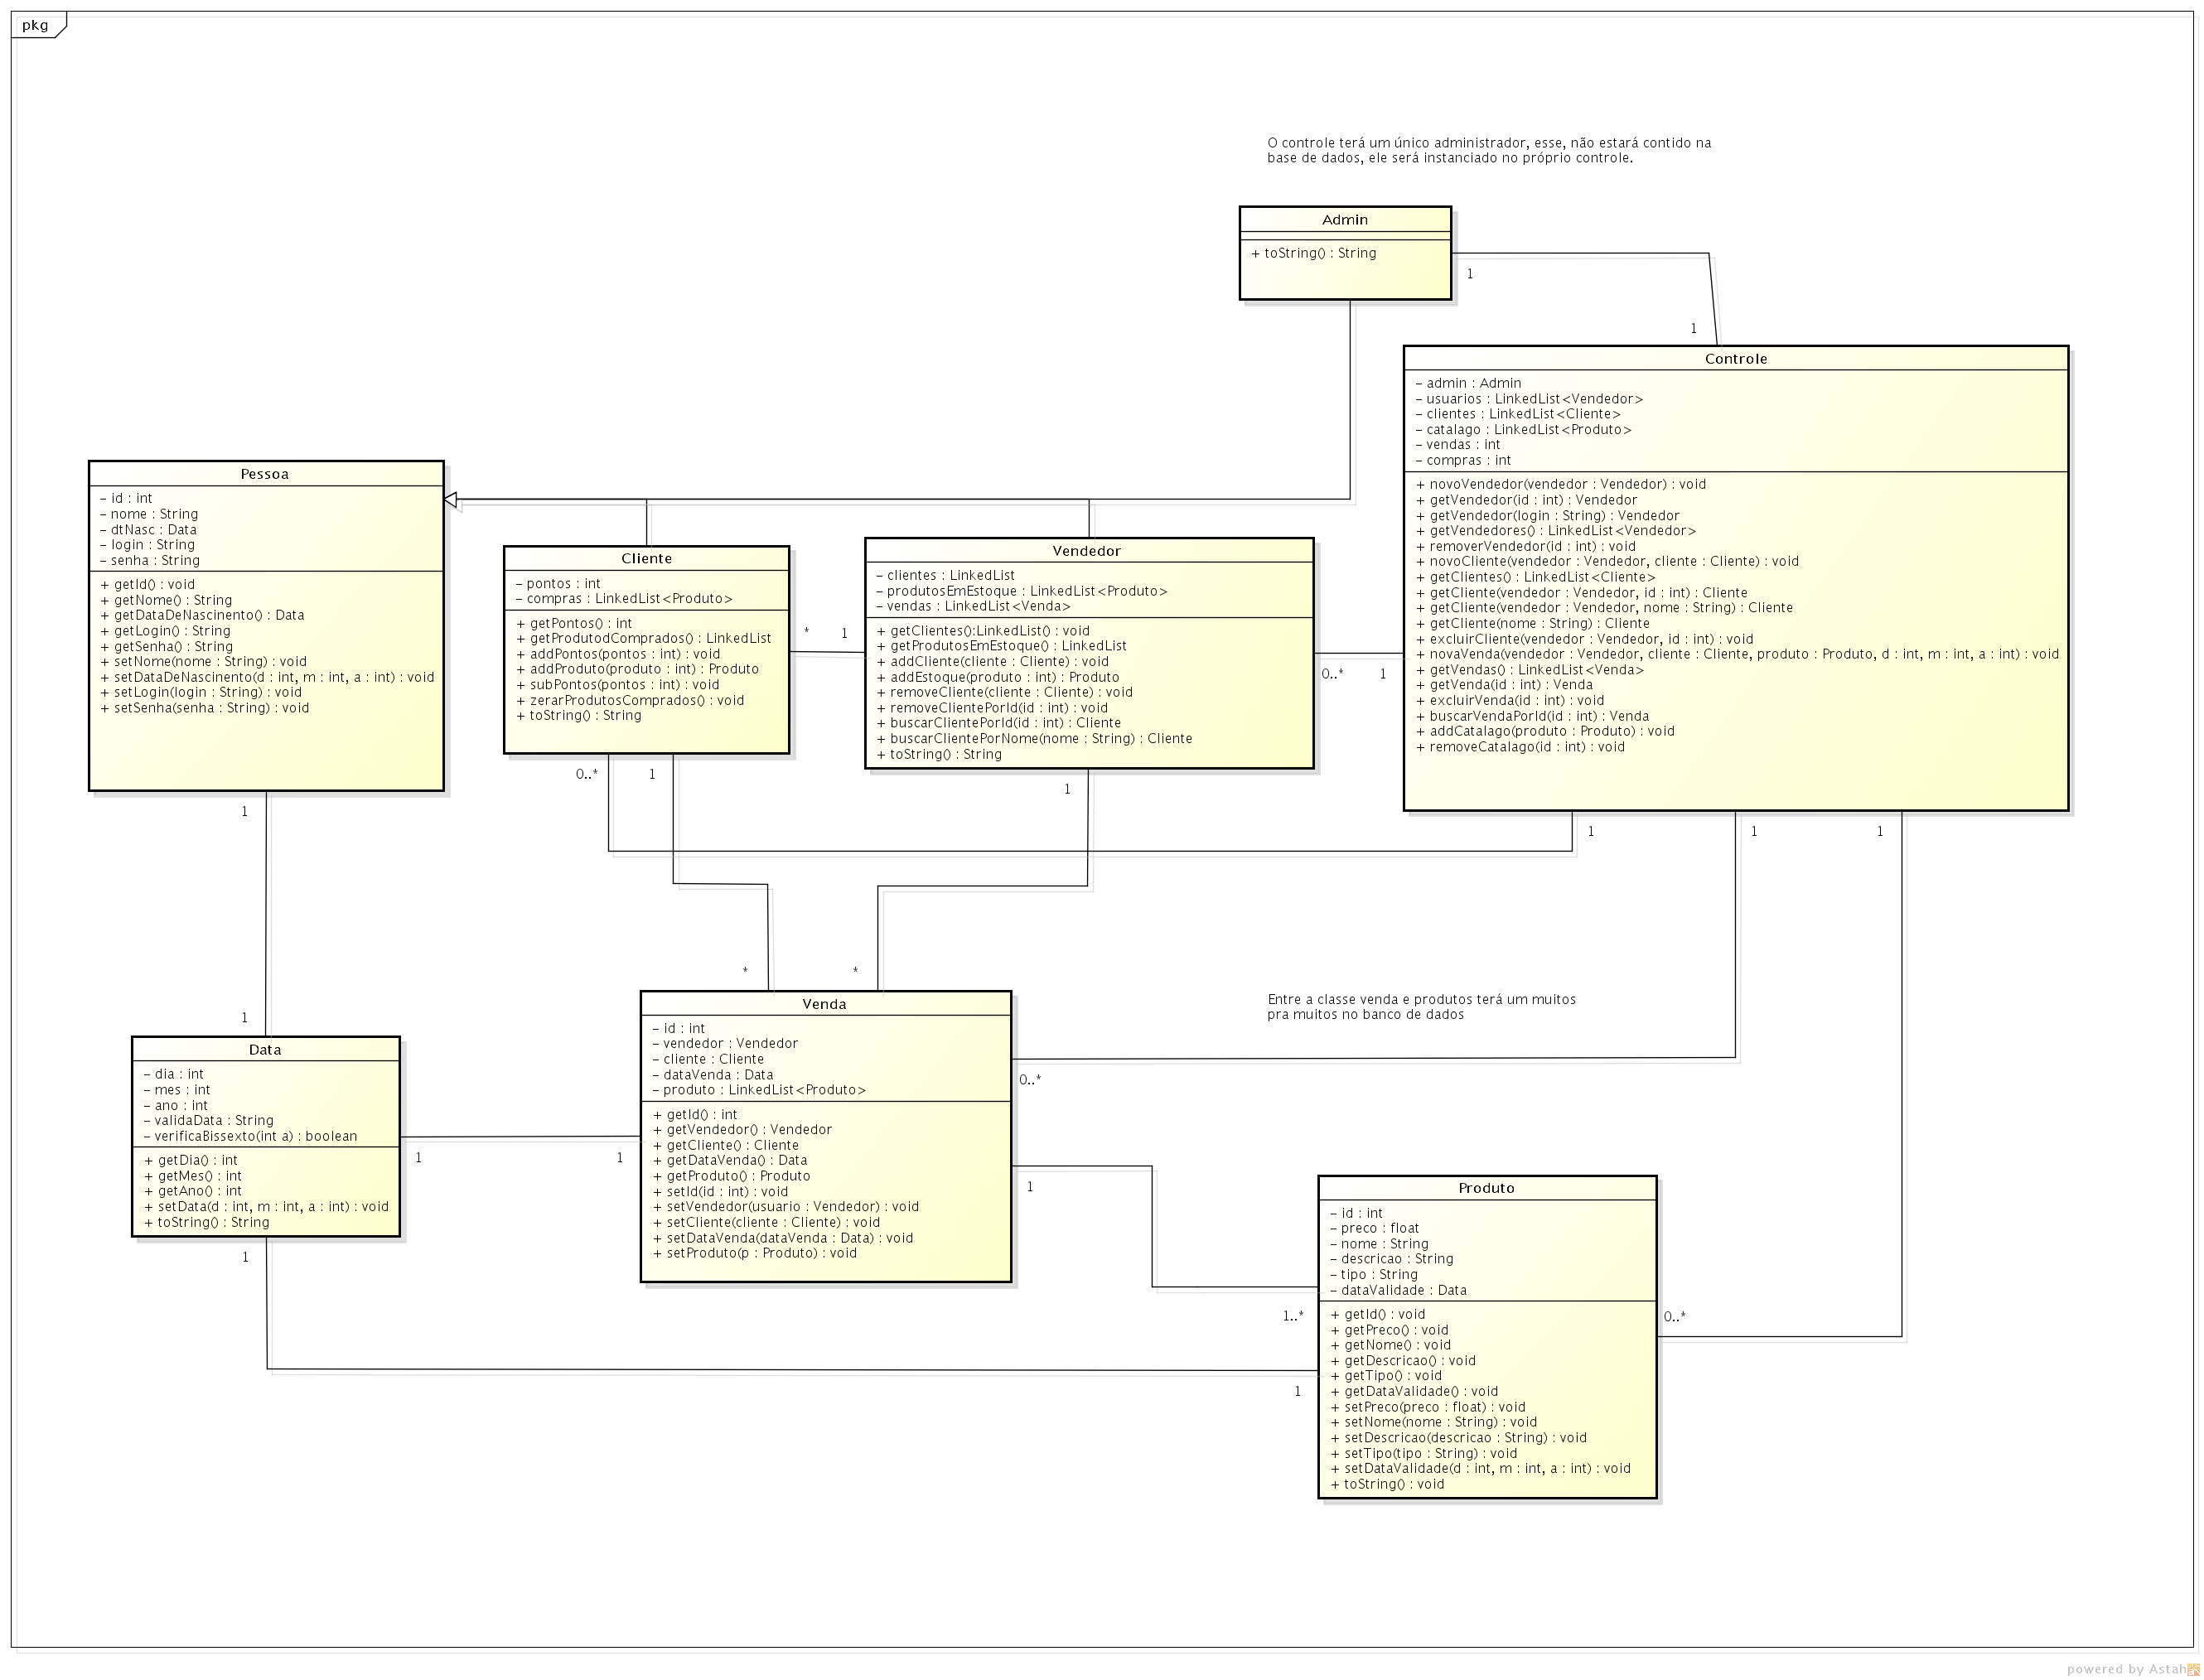 pkg
O controle terá um único administrador, esse, não estará contido na
base de dados, ele será instanciado no próprio controle.
Admin
+ toString() : String
1
1
Controle
- admin : Admin
- usuarios : LinkedList<Vendedor>
- clientes : LinkedList<Cliente>
- catalago : LinkedList<Produto>
- vendas : int
- compras : int
+ novoVendedor(vendedor : Vendedor) : void
+ getVendedor(id : int) : Vendedor
+ getVendedor(login : String) : Vendedor
+ getVendedores() : LinkedList<Vendedor>
+ removerVendedor(id : int) : void
+ novoCliente(vendedor : Vendedor, cliente : Cliente) : void
+ getClientes() : LinkedList<Cliente>
+ getCliente(vendedor : Vendedor, id : int) : Cliente
+ getCliente(vendedor : Vendedor, nome : String) : Cliente
+ getCliente(nome : String) : Cliente
+ excluirCliente(vendedor : Vendedor, id : int) : void
+ novaVenda(vendedor : Vendedor, cliente : Cliente, produto : Produto, d : int, m : int, a : int) : void
+ getVendas() : LinkedList<Venda>
+ getVenda(id : int) : Venda
+ excluirVenda(id : int) : void
+ buscarVendaPorId(id : int) : Venda
+ addCatalago(produto : Produto) : void
+ removeCatalago(id : int) : void
Pessoa
- id : int
- nome : String
- dtNasc : Data
- login : String
- senha : String
+ getId() : void
+ getNome() : String
+ getDataDeNascimento() : Data
+ getLogin() : String
+ getSenha() : String
+ setNome(nome : String) : void
+ setDataDeNascimento(d : int, m : int, a : int) : void
+ setLogin(login : String) : void
+ setSenha(senha : String) : void
Cliente
- pontos : int
- compras : LinkedList<Produto>
+ getPontos() : int
+ getProdutodComprados() : LinkedList
+ addPontos(pontos : int) : void
+ addProduto(produto : int) : Produto
+ subPontos(pontos : int) : void
+ zerarProdutosComprados() : void
+ toString() : String
* 1
Vendedor
- clientes : LinkedList
- produtosEmEstoque : LinkedList<Produto>
- vendas : LinkedList<Venda>
+ getClientes():LinkedList() : void
+ getProdutosEmEstoque() : LinkedList
+ addCliente(cliente : Cliente) : void
+ addEstoque(produto : int) : Produto
+ removeCliente(cliente : Cliente) : void
+ removeClientePorId(id : int) : void
+ buscarClientePorId(id : int) : Cliente
+ buscarClientePorNome(nome : String) : Cliente
+ toString() : String
0..* 1
0..* 1
1
1
1 1 1
1
* *
1
Data
- dia : int
- mes : int
- ano : int
- validaData : String
- verificaBissexto(int a) : boolean
+ getDia() : int
+ getMes() : int
+ getAno() : int
+ setData(d : int, m : int, a : int) : void
+ toString() : String
1 1
1
Venda
- id : int
- vendedor : Vendedor
- cliente : Cliente
- dataVenda : Data
- produto : LinkedList<Produto>
+ getId() : int
+ getVendedor() : Vendedor
+ getCliente() : Cliente
+ getDataVenda() : Data
+ getProduto() : Produto
+ setId(id : int) : void
+ setVendedor(usuario : Vendedor) : void
+ setCliente(cliente : Cliente) : void
+ setDataVenda(dataVenda : Data) : void
+ setProduto(p : Produto) : void
Entre a classe venda e produtos terá um muitos
pra muitos no banco de dados
0..*
1
1..*
0..*
1
Produto
- id : int
- preco : float
- nome : String
- descricao : String
- tipo : String
- dataValidade : Data
+ getId() : void
+ getPreco() : void
+ getNome() : void
+ getDescricao() : void
+ getTipo() : void
+ getDataValidade() : void
+ setPreco(preco : float) : void
+ setNome(nome : String) : void
+ setDescricao(descricao : String) : void
+ setTipo(tipo : String) : void
+ setDataValidade(d : int, m : int, a : int) : void
+ toString() : void
powered by Astah